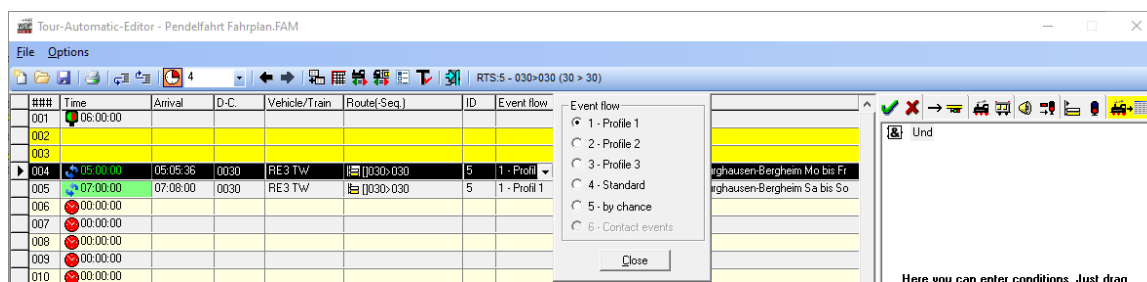 Tour-Automatic-Editor - Pendelfahrt Fahrplan.FAM
File Options
4 RTS:5 - 030>030 (30 > 30)
### Time Arrival D-C. Vehicle/Train Route(-Seq.) ID Event flow
001 06:00:00
002
003
004 05:00:00 05:05:36 0030 RE3 TW []030>030 5 1 - Profil rghausen-Bergheim Mo bis Fr
005 07:00:00 07:08:00 0030 RE3 TW []030>030 5 1 - Profil 1 rghausen-Bergheim Sa bis So
006 00:00:00
007 00:00:00
008 00:00:00
009 00:00:00
010 00:00:00
Event flow
1 - Profile 1
2 - Profile 2
3 - Profile 3
4 - Standard
5 - by chance
6 - Contact events
Close
& Und
Here you can enter conditions. Just drag